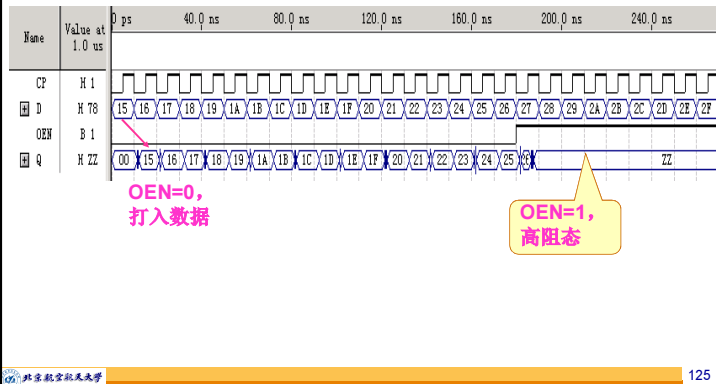 Name
Value at
1.0 us
0 ps 40.0 ns 80.0 ns 120.0 ns 160.0 ns 200.0 ns 240.0 ns
CP H 1
D H 78 15 16 17 18 19 1A 1B 1C 1D 1E 1F 20 21 22 23 24 25 26 27 28 29 2A 2B 2C 2D 2E 2F
OEN B 1
Q H ZZ 00 15 16 17 18 19 1A 1B 1C 1D 1E 1F 20 21 22 23 24 25 ZZ
OEN=0,
打入数据
OEN=1,
高阻态
北京航空航天大学
125